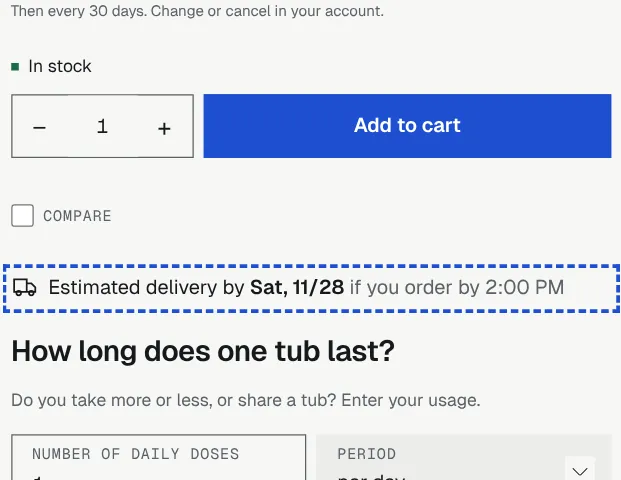 Then every 30 days. Change or cancel in your account.
In stock
− 1 +
Add to cart
COMPARE
Estimated delivery by Sat, 11/28 if you order by 2:00 PM
How long does one tub last?
Do you take more or less, or share a tub? Enter your usage.
NUMBER OF DAILY DOSES
PERIOD
per day